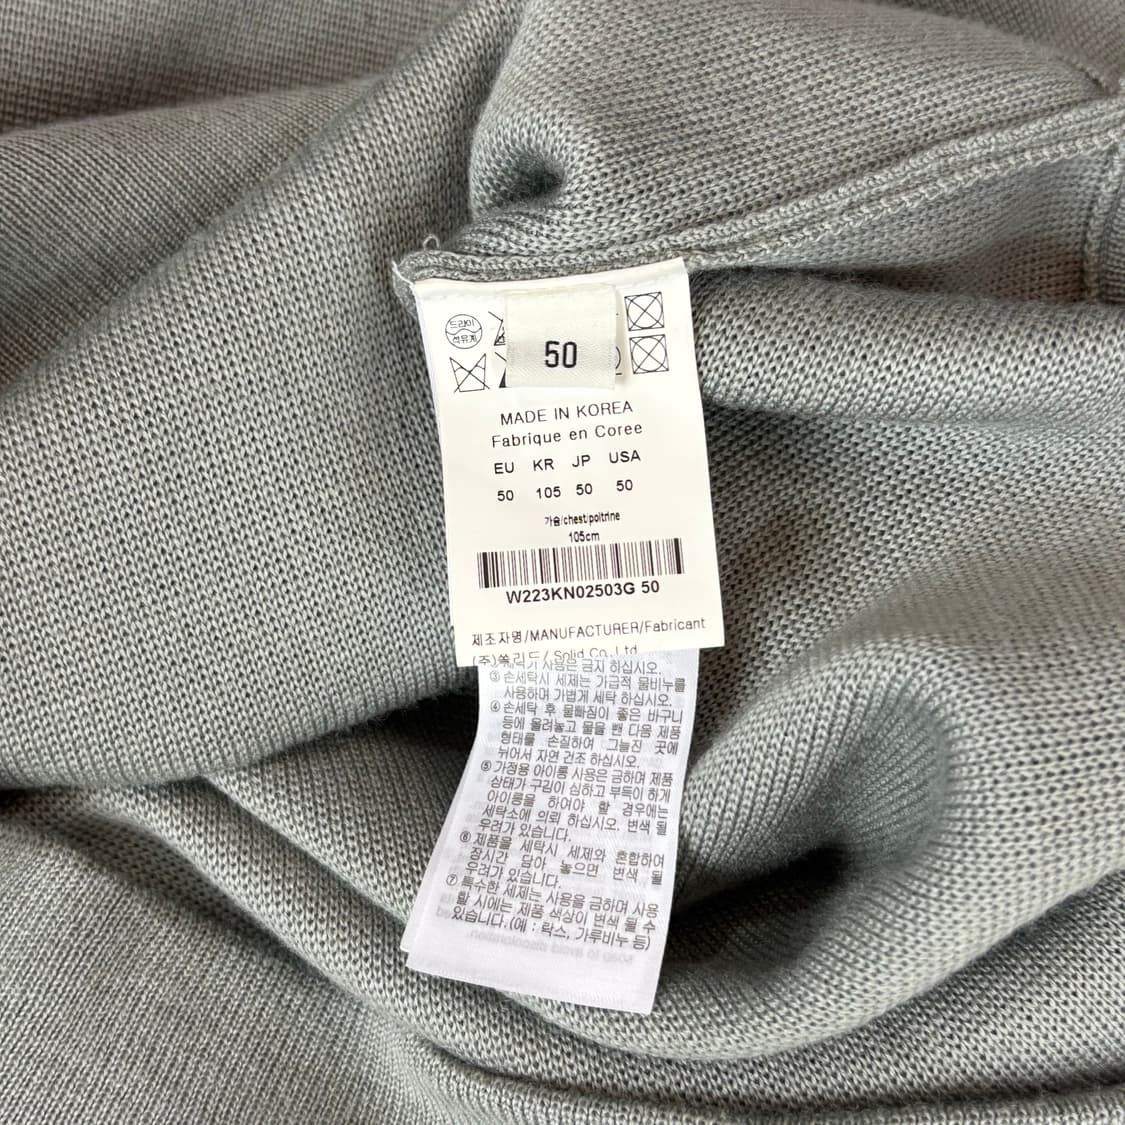 드라이
석유계
50
MADE IN KOREA
Fabrique en Coree
EU KR JP USA
50 105 50 50
가슴/chest/poitrine
105cm
W223KN02503G 50
제조자명/MANUFACTURER/Fabricant
(주)쏠리드/ Solid Co.,Ltd.
사용은 금지 하십시오.
③ 손세탁시 세제는 가급적 물비누를
사용하며 가볍게 세탁 하십시오.
④ 손세탁 후 물빠짐이 좋은 바구니
등에 올려놓고 물을 뺀 다음 제품
형태를 손질하여 그늘진 곳에
뉘어서 자연 건조 하십시오.
⑤ 가정용 아이롱 사용은 금하며 제품
상태가 구김이 심하고 부득이 하게
아이롱을 하여야 할 경우에는
세탁소에 의뢰 하십시오. 변색 될
우려가 있습니다.
⑥ 제품을 세탁시 세제와 혼합하여
장시간 담아 놓으면 변색 될
우려가 있습니다.
⑦ 특수한 세제는 사용을 금하며 사용
할 시에는 제품 색상이 변색 될 수
있습니다.(예 : 락스, 가루비누 등)